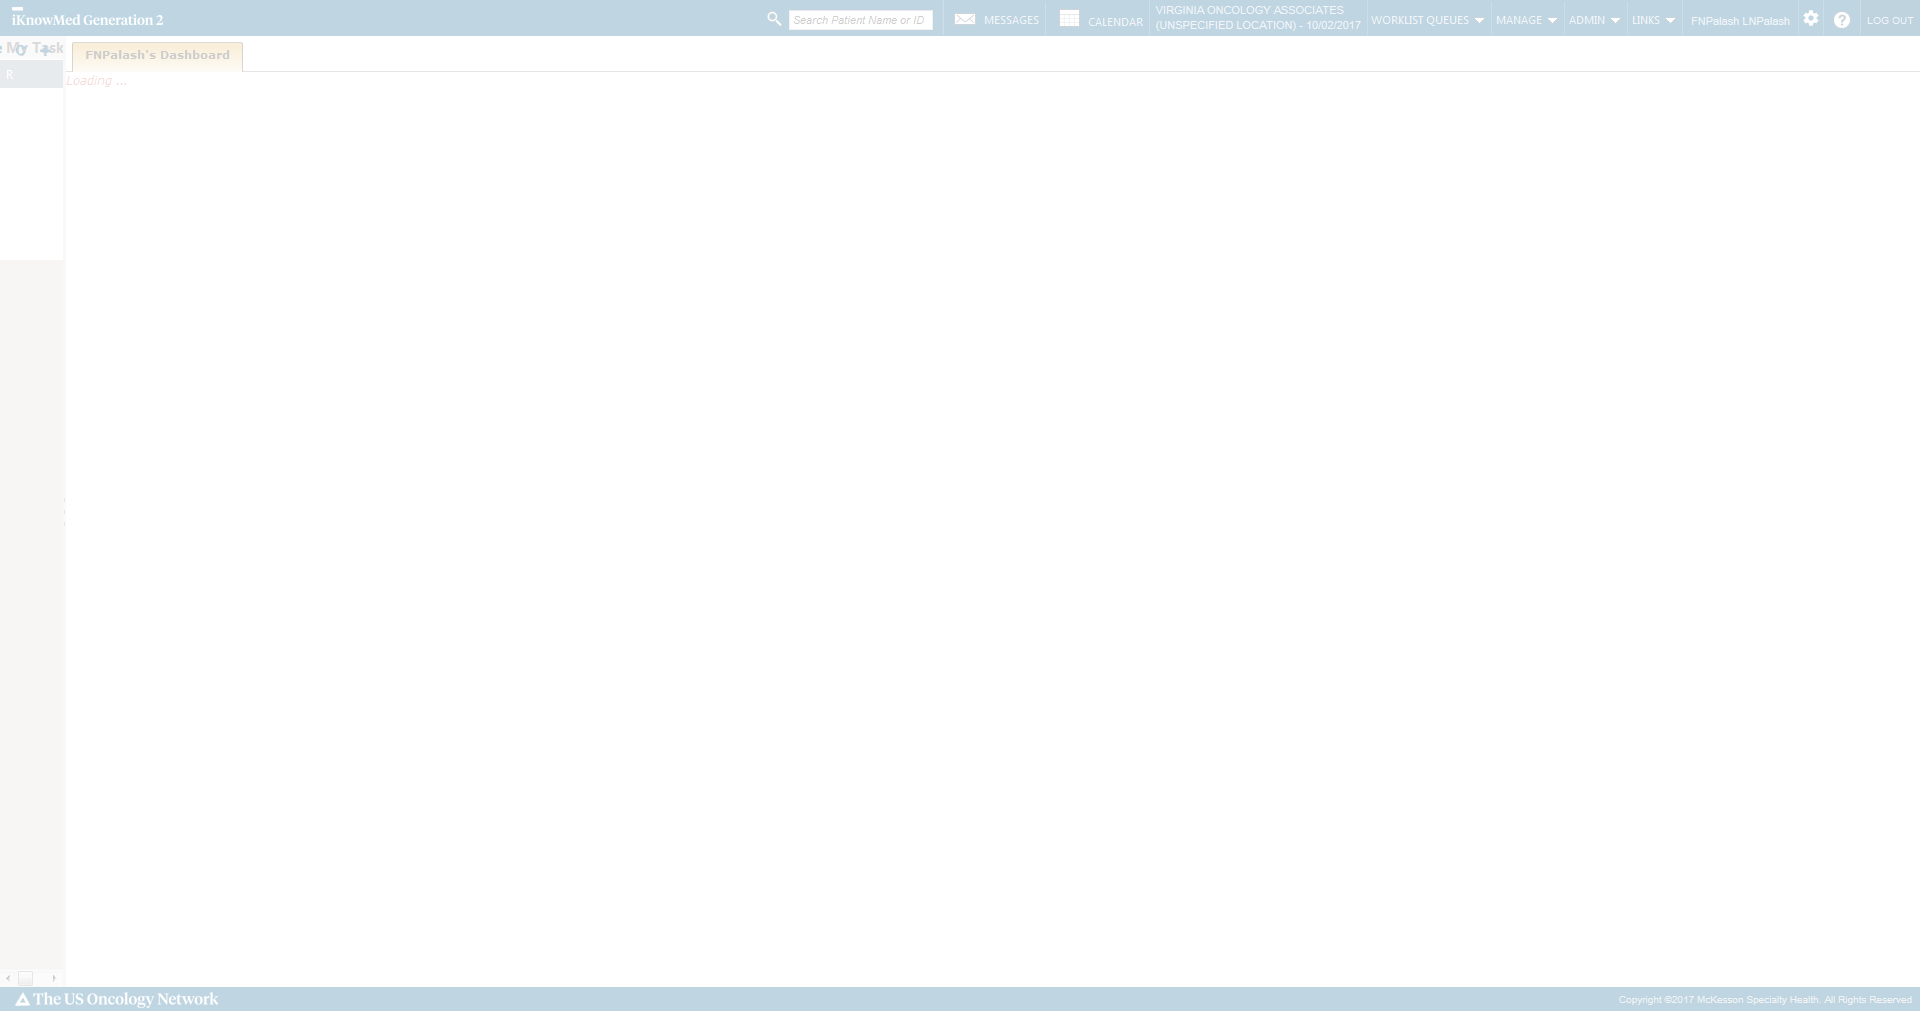 iKnowMed Generation 2
Search Patient Name or ID
MESSAGES
CALENDAR
VIRGINIA ONCOLOGY ASSOCIATES
(UNSPECIFIED LOCATION) - 10/02/2017
WORKLIST QUEUES
MANAGE
ADMIN
LINKS
FNPalash LNPalash
LOG OUT
My Task
FNPalash's Dashboard
R
Loading ...
The US Oncology Network
Copyright ©2017 McKesson Specialty Health. All Rights Reserved